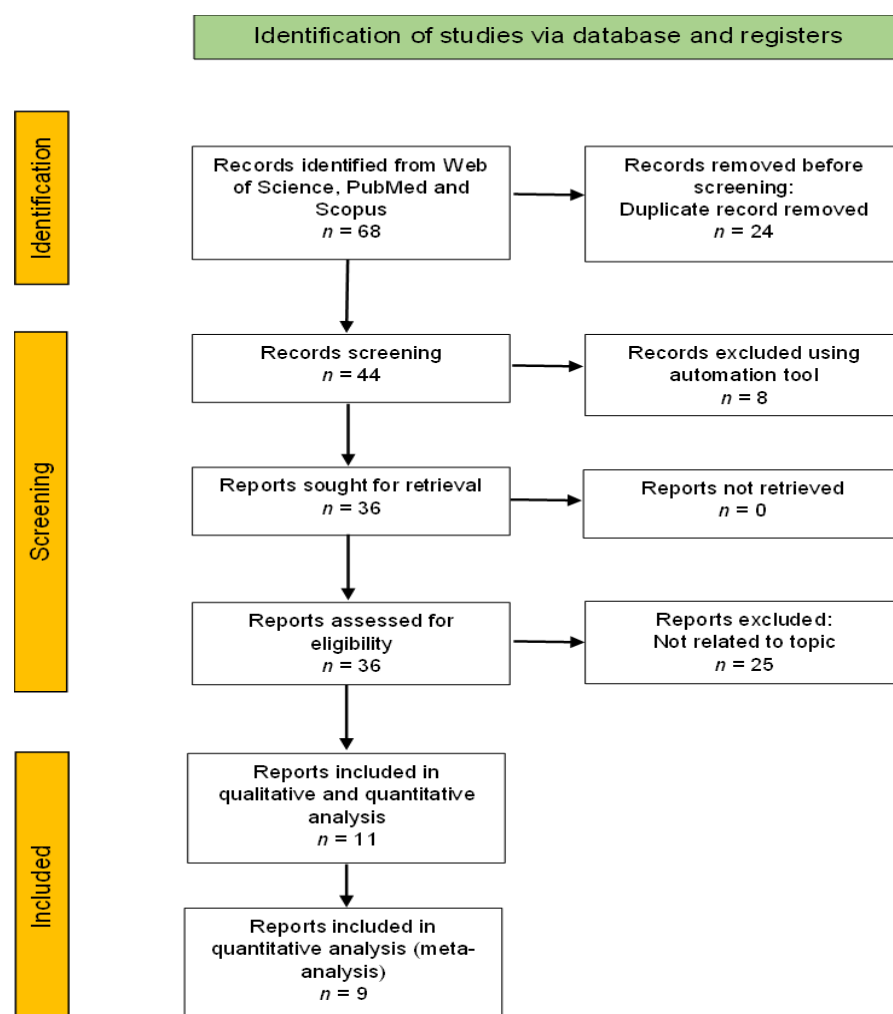 Identification of studies via database and registers
Identification
Records identified from Web
of Science, PubMed and
Scopus
n = 68
Records removed before
screening:
Duplicate record removed
n = 24
Screening
Records screening
n = 44
Records excluded using
automation tool
n = 8
Reports sought for retrieval
n = 36
Reports not retrieved
n = 0
Reports assessed for
eligibility
n = 36
Reports excluded:
Not related to topic
n = 25
Included
Reports included in
qualitative and quantitative
analysis
n = 11
Reports included in
quantitative analysis (meta-
analysis)
n = 9